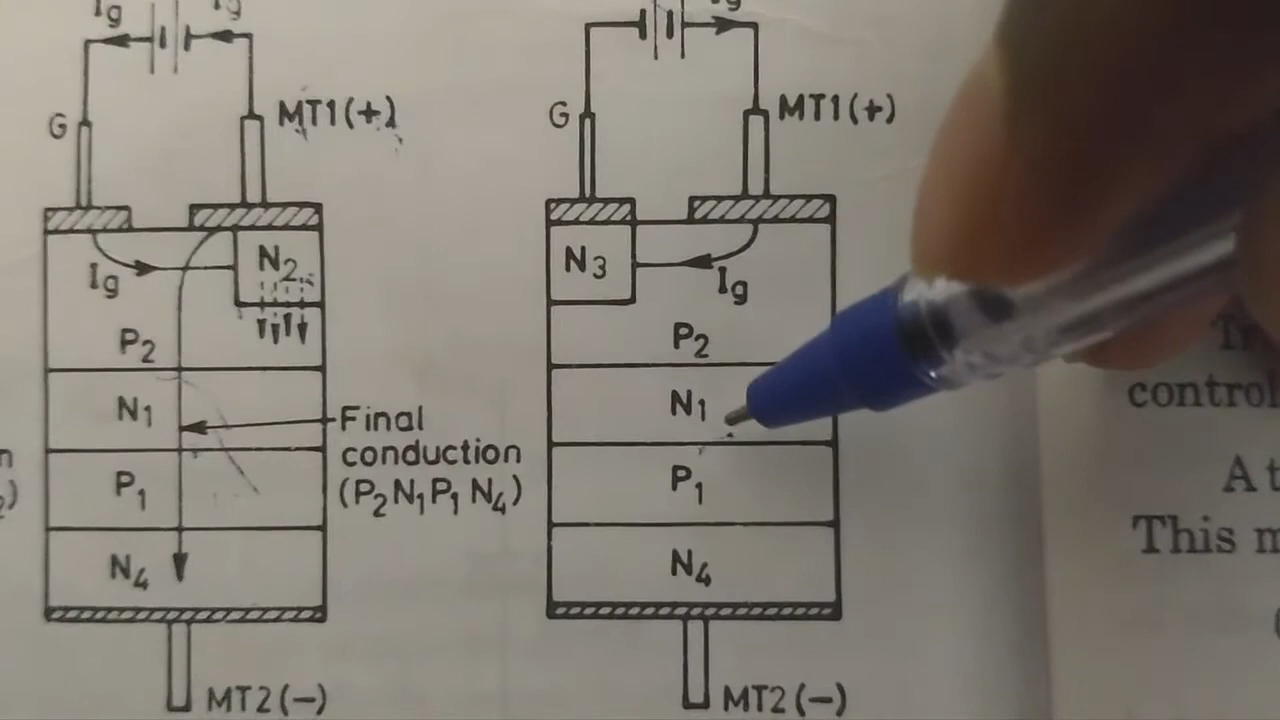 Ig
Ig
G
MT1(+)
N2
Ig
P2
N1
Final
conduction
(P2N1P1N4)
P1
N4
MT2(-)
Ig
G
MT1(+)
N3
Ig
P2
N1
P1
N4
MT2(-)
control
A t
This m